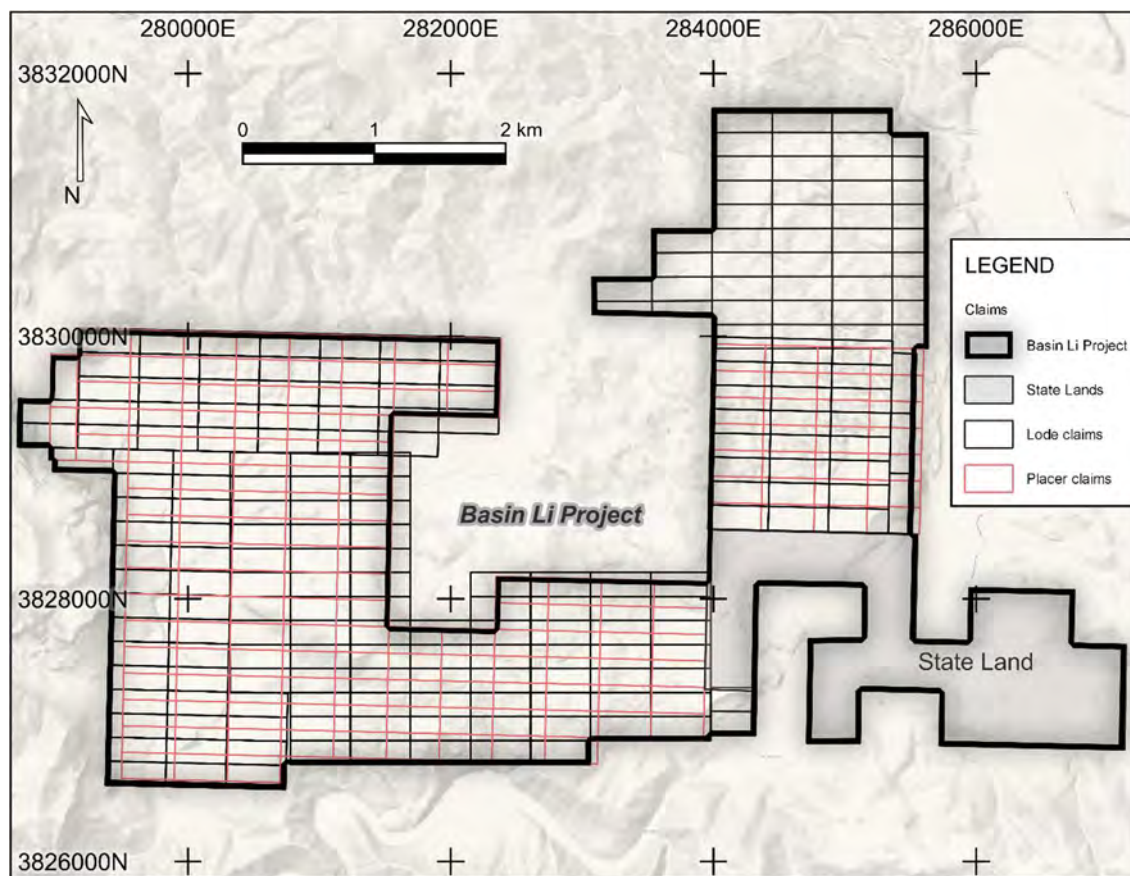 280000E 282000E 284000E 286000E
3832000N
0 1 2 km
N
LEGEND
Claims
Basin Li Project
State Lands
Lode claims
Placer claims
3830000N
Basin Li Project
3828000N
State Land
3826000N